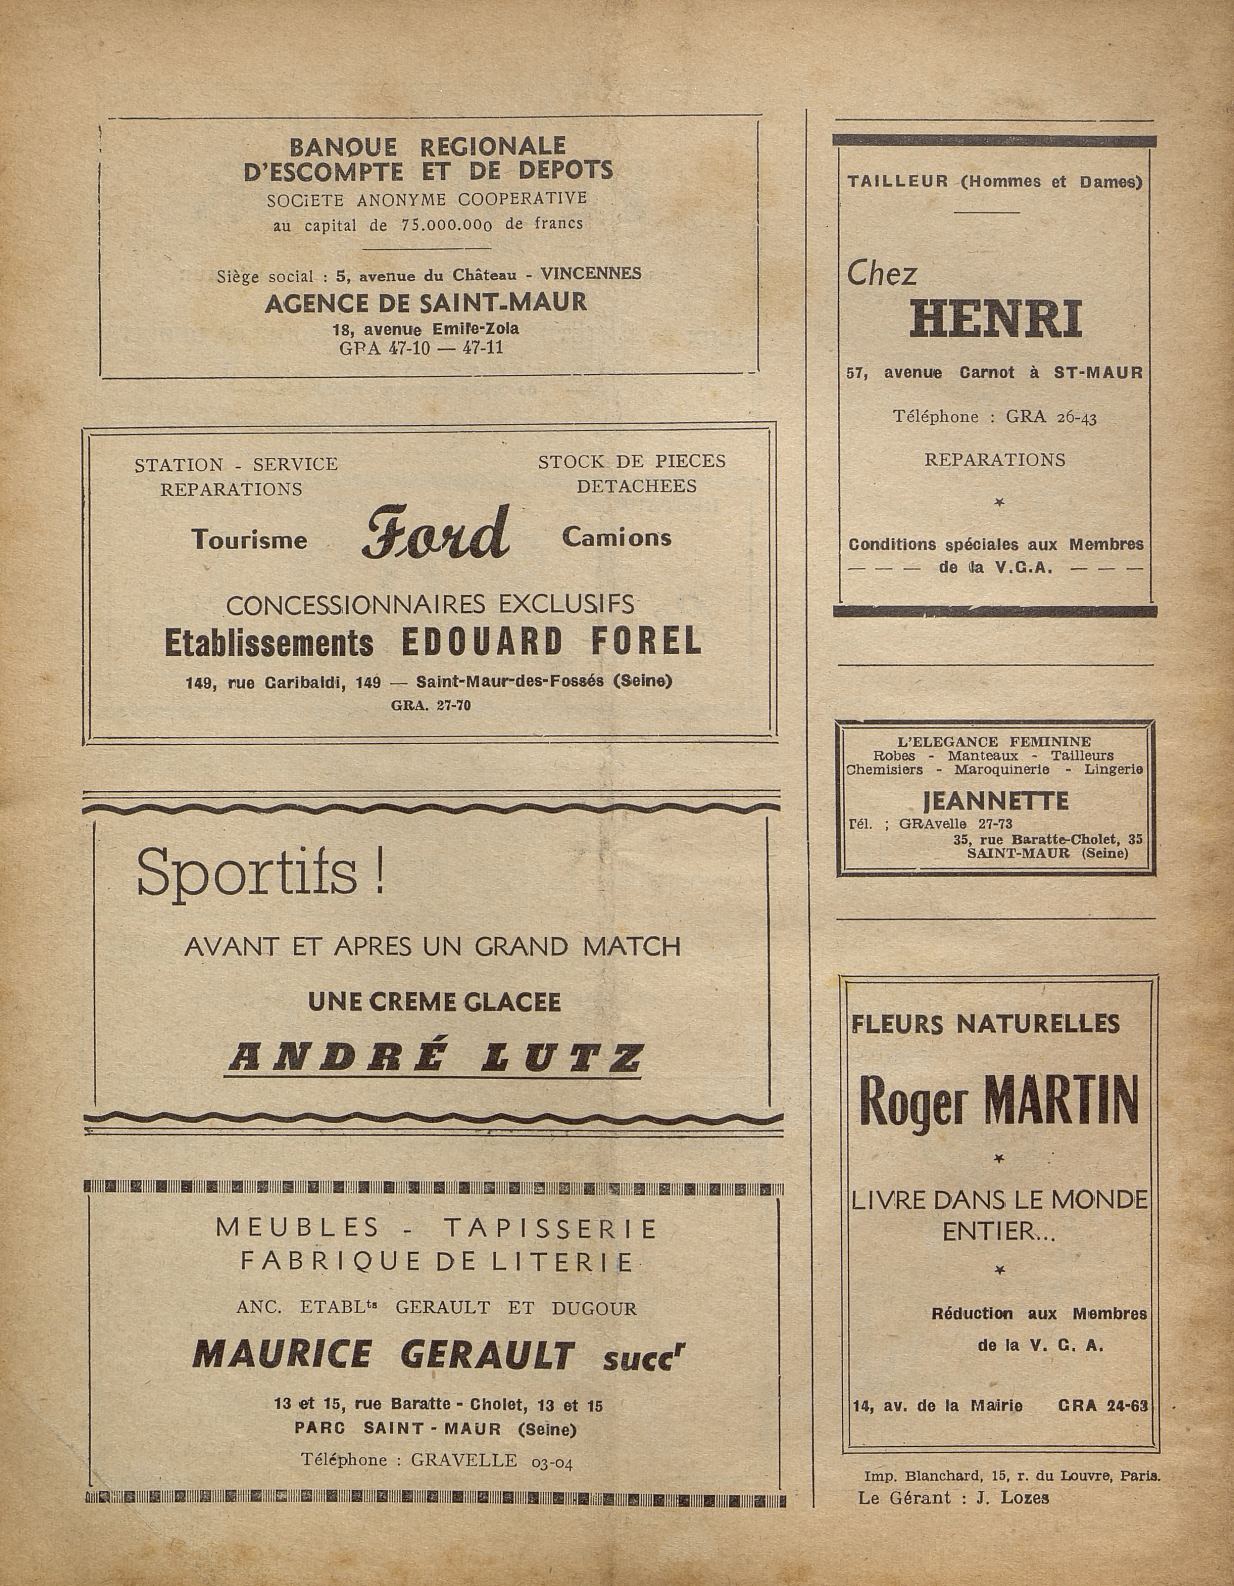 BANQUE REGIONALE
D'ESCOMPTE ET DE DEPOTS
SOCIETE ANONYME COOPERATIVE
au capital de 75.000.000 de francs
Siège social : 5, avenue du Château - VINCENNES
AGENCE DE SAINT-MAUR
18, avenue Emile-Zola
GRA 47-10 — 47-11
STATION - SERVICE
REPARATIONS
STOCK DE PIECES
DETACHEES
Tourisme Ford Camions
CONCESSIONNAIRES EXCLUSIFS
Etablissements EDOUARD FOREL
149, rue Garibaldi, 149 — Saint-Maur-des-Fossés (Seine)
GRA. 27-70
Sportifs !
AVANT ET APRES UN GRAND MATCH
UNE CREME GLACEE
ANDRÉ LUTZ
MEUBLES - TAPISSERIE
FABRIQUE DE LITERIE
ANC. ETABLts GERAULT ET DUGOUR
MAURICE GERAULT succr
13 et 15, rue Baratte - Cholet, 13 et 15
PARC SAINT - MAUR (Seine)
Téléphone : GRAVELLE 03-04
TAILLEUR (Hommes et Dames)
Chez
HENRI
57, avenue Carnot à ST-MAUR
Téléphone : GRA 26-43
REPARATIONS
Conditions spéciales aux Membres
— — — de la V.G.A. — — —
L'ELEGANCE FEMININE
Robes - Manteaux - Tailleurs
Chemisiers - Maroquinerie - Lingerie
JEANNETTE
Tél. ; GRAvelle 27-73
35, rue Baratte-Cholet, 35
SAINT-MAUR (Seine)
FLEURS NATURELLES
Roger MARTIN
LIVRE DANS LE MONDE
ENTIER...
Réduction aux Membres
de la V. G. A.
14, av. de la Mairie GRA 24-63
Imp. Blanchard, 15, r. du Louvre, Paris.
Le Gérant : J. Lozes